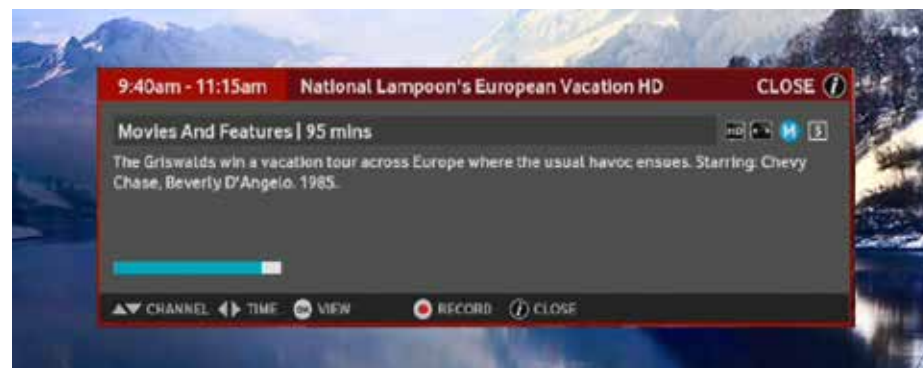 9:40am - 11:15am National Lampoon's European Vacation HD CLOSE i
Movies And Features | 95 mins HD M S
The Griswalds win a vacation tour across Europe where the usual havoc ensues. Starring: Chevy
Chase, Beverly D'Angelo. 1985.
CHANNEL TIME OK VIEW RECORD i CLOSE